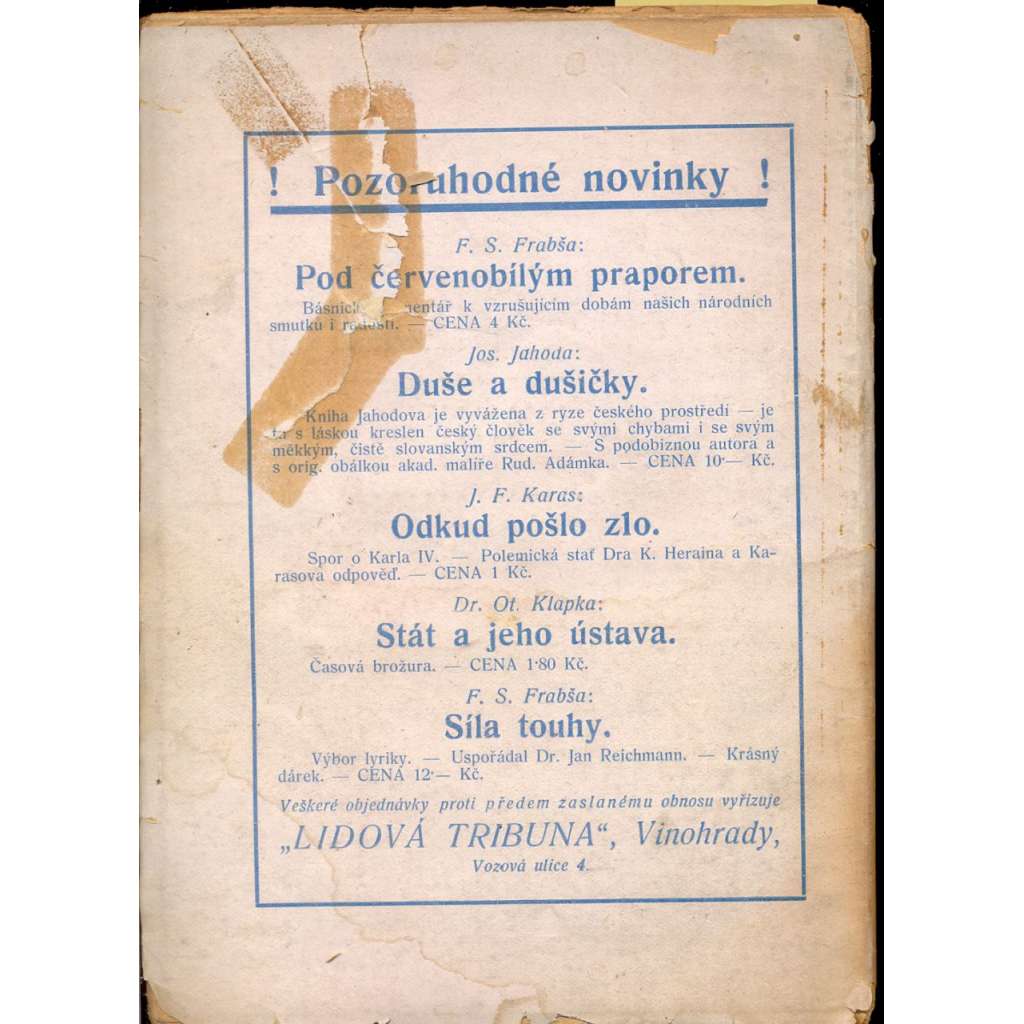 ! Pozoruhodné novinky !
F. S. Frabša:
Pod červenobílým praporem.
Básnick mentář k vzrušujícím dobám našich národních
smutků i radostí. — CENA 4 Kč.
Jos. Jahoda:
Duše a dušičky.
Kniha Jahodova je vyvážena z ryze českého prostředí — je
tu s láskou kreslen český člověk se svými chybami i se svým
měkkým, čistě slovanským srdcem. — S podobiznou autora a
s orig. obálkou akad. malíře Rud. Adámka. — CENA 10·— Kč.
J. F. Karas:
Odkud pošlo zlo.
Spor o Karla IV. — Polemická stať Dra K. Heraina a Ka-
rasova odpověď. — CENA 1 Kč.
Dr. Ot. Klapka:
Stát a jeho ústava.
Časová brožura. — CENA 1·80 Kč.
F. S. Frabša:
Síla touhy.
Výbor lyriky. — Uspořádal Dr. Jan Reichmann. — Krásný
dárek. — CENA 12·— Kč.
Veškeré objednávky proti předem zaslanému obnosu vyřizuje
„LIDOVÁ TRIBUNA“, Vinohrady,
Vozová ulice 4.